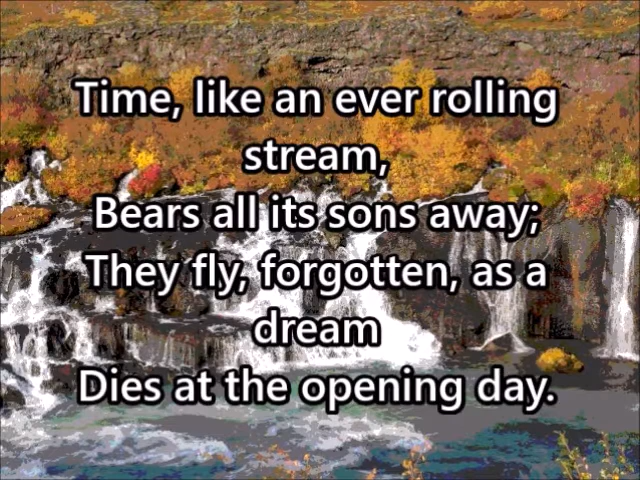 Time, like an ever rolling
stream,
Bears all its sons away;
They fly, forgotten, as a
dream
Dies at the opening day.